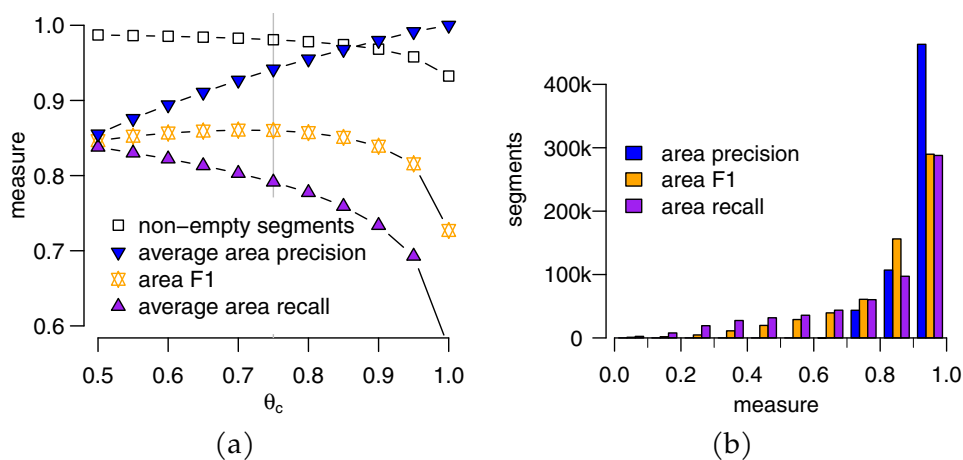 1.0
0.9
0.8
0.7
0.6
measure
non-empty segments
average area precision
area F1
average area recall
0.5 0.6 0.7 0.8 0.9 1.0
θc
(a)
400k
300k
200k
100k
0
segments
area precision
area F1
area recall
0.0 0.2 0.4 0.6 0.8 1.0
measure
(b)